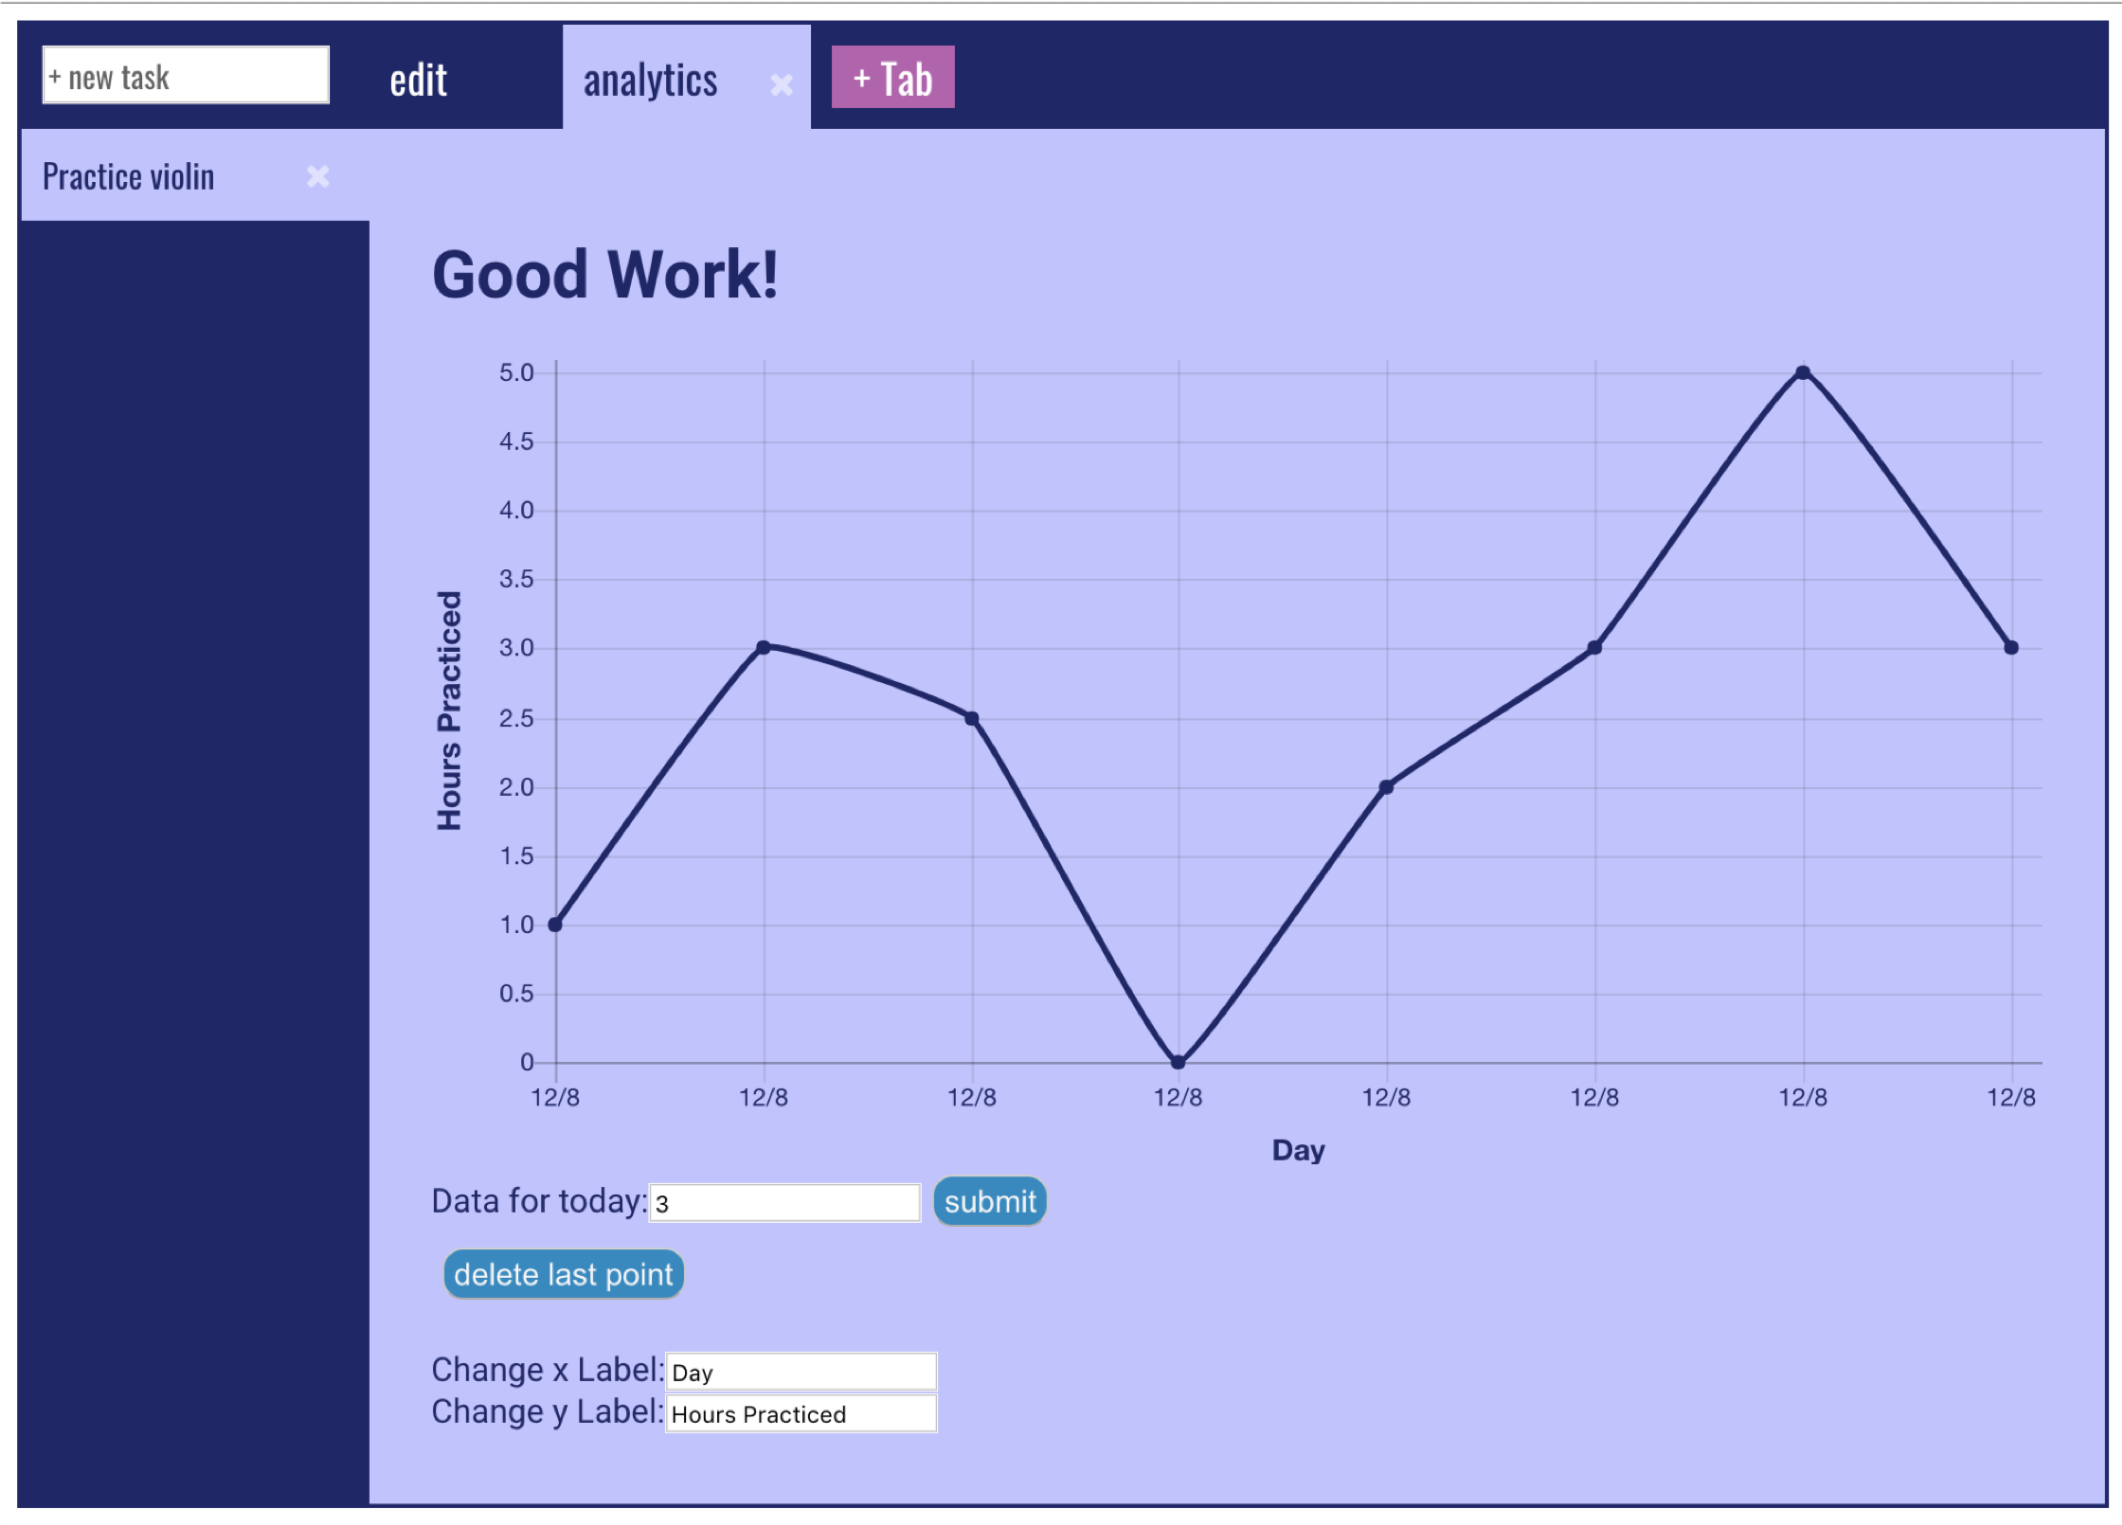 + new task
edit
analytics
+ Tab
Practice violin
Good Work!
Hours Practiced
5.0
4.5
4.0
3.5
3.0
2.5
2.0
1.5
1.0
0.5
0
12/8 12/8 12/8 12/8 12/8 12/8 12/8 12/8
Day
Data for today: 3 submit
delete last point
Change x Label: Day
Change y Label: Hours Practiced